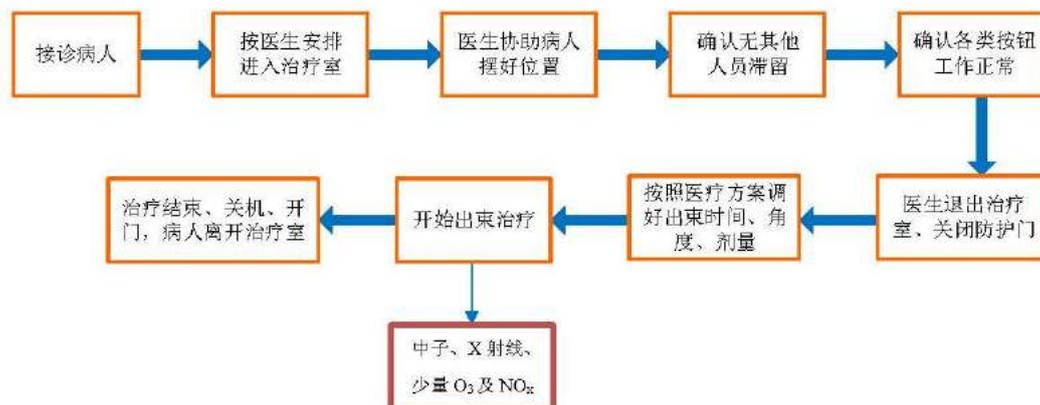 接诊病人
按医生安排
进入治疗室
医生协助病人
摆好位置
确认无其他
人员滞留
确认各类按钮
工作正常
医生退出治疗
室、关闭防护门
按照医疗方案调
好出束时间、角
度、剂量
开始出束治疗
治疗结束、关机、开
门，病人离开治疗室
中子、X 射线、
少量 O₃及 NOₓ